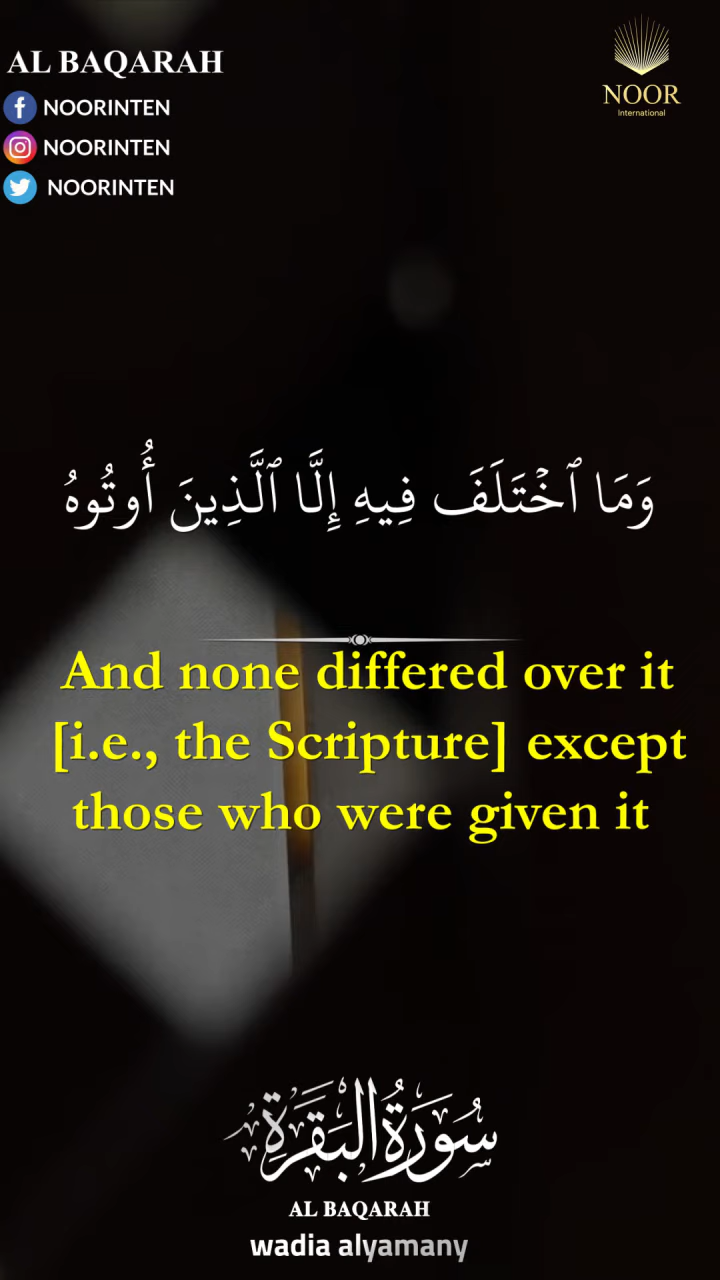 AL BAQARAH
NOORINTEN
NOORINTEN
NOORINTEN
NOOR
International
وَمَا ٱخْتَلَفَ فِيهِ إِلَّا ٱلَّذِينَ أُوتُوهُ
And none differed over it
[i.e., the Scripture] except
those who were given it
سُورَةُ البَقَرَةِ
AL BAQARAH
wadia alyamany